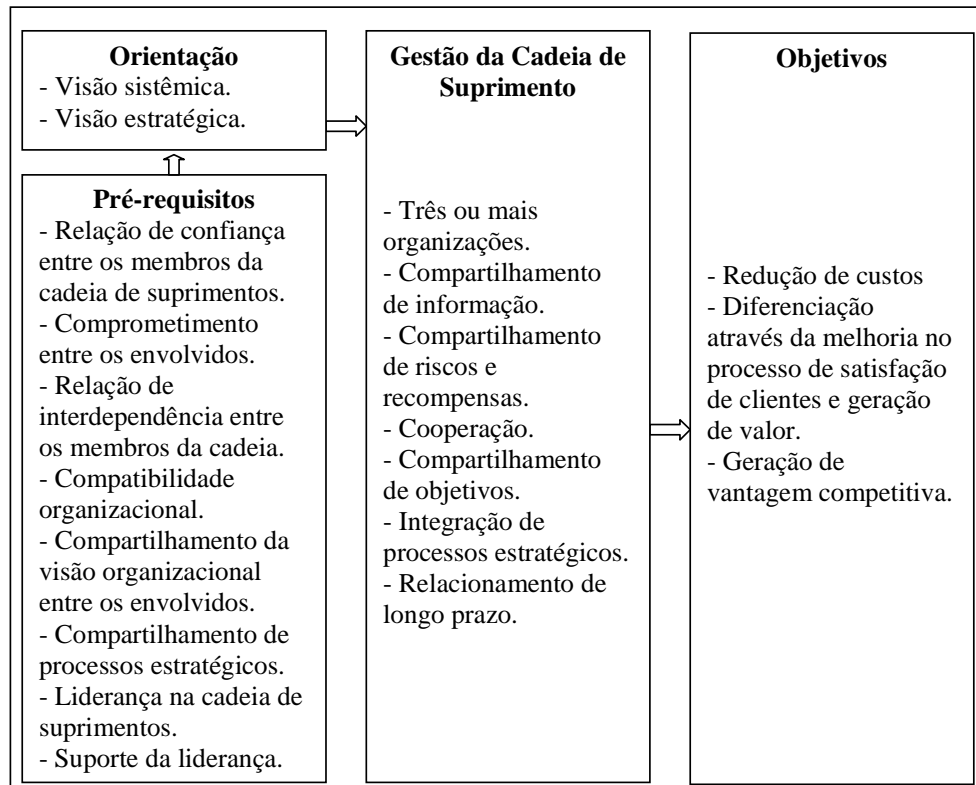 Orientação
- Visão sistêmica.
- Visão estratégica.
Pré-requisitos
- Relação de confiança
entre os membros da
cadeia de suprimentos.
- Comprometimento
entre os envolvidos.
- Relação de
interdependência entre
os membros da cadeia.
- Compatibilidade
organizacional.
- Compartilhamento da
visão organizacional
entre os envolvidos.
- Compartilhamento de
processos estratégicos.
- Liderança na cadeia de
suprimentos.
- Suporte da liderança.
Gestão da Cadeia de
Suprimento
- Três ou mais
organizações.
- Compartilhamento
de informação.
- Compartilhamento
de riscos e
recompensas.
- Cooperação.
- Compartilhamento
de objetivos.
- Integração de
processos estratégicos.
- Relacionamento de
longo prazo.
Objetivos
- Redução de custos
- Diferenciação
através da melhoria no
processo de satisfação
de clientes e geração
de valor.
- Geração de
vantagem competitiva.